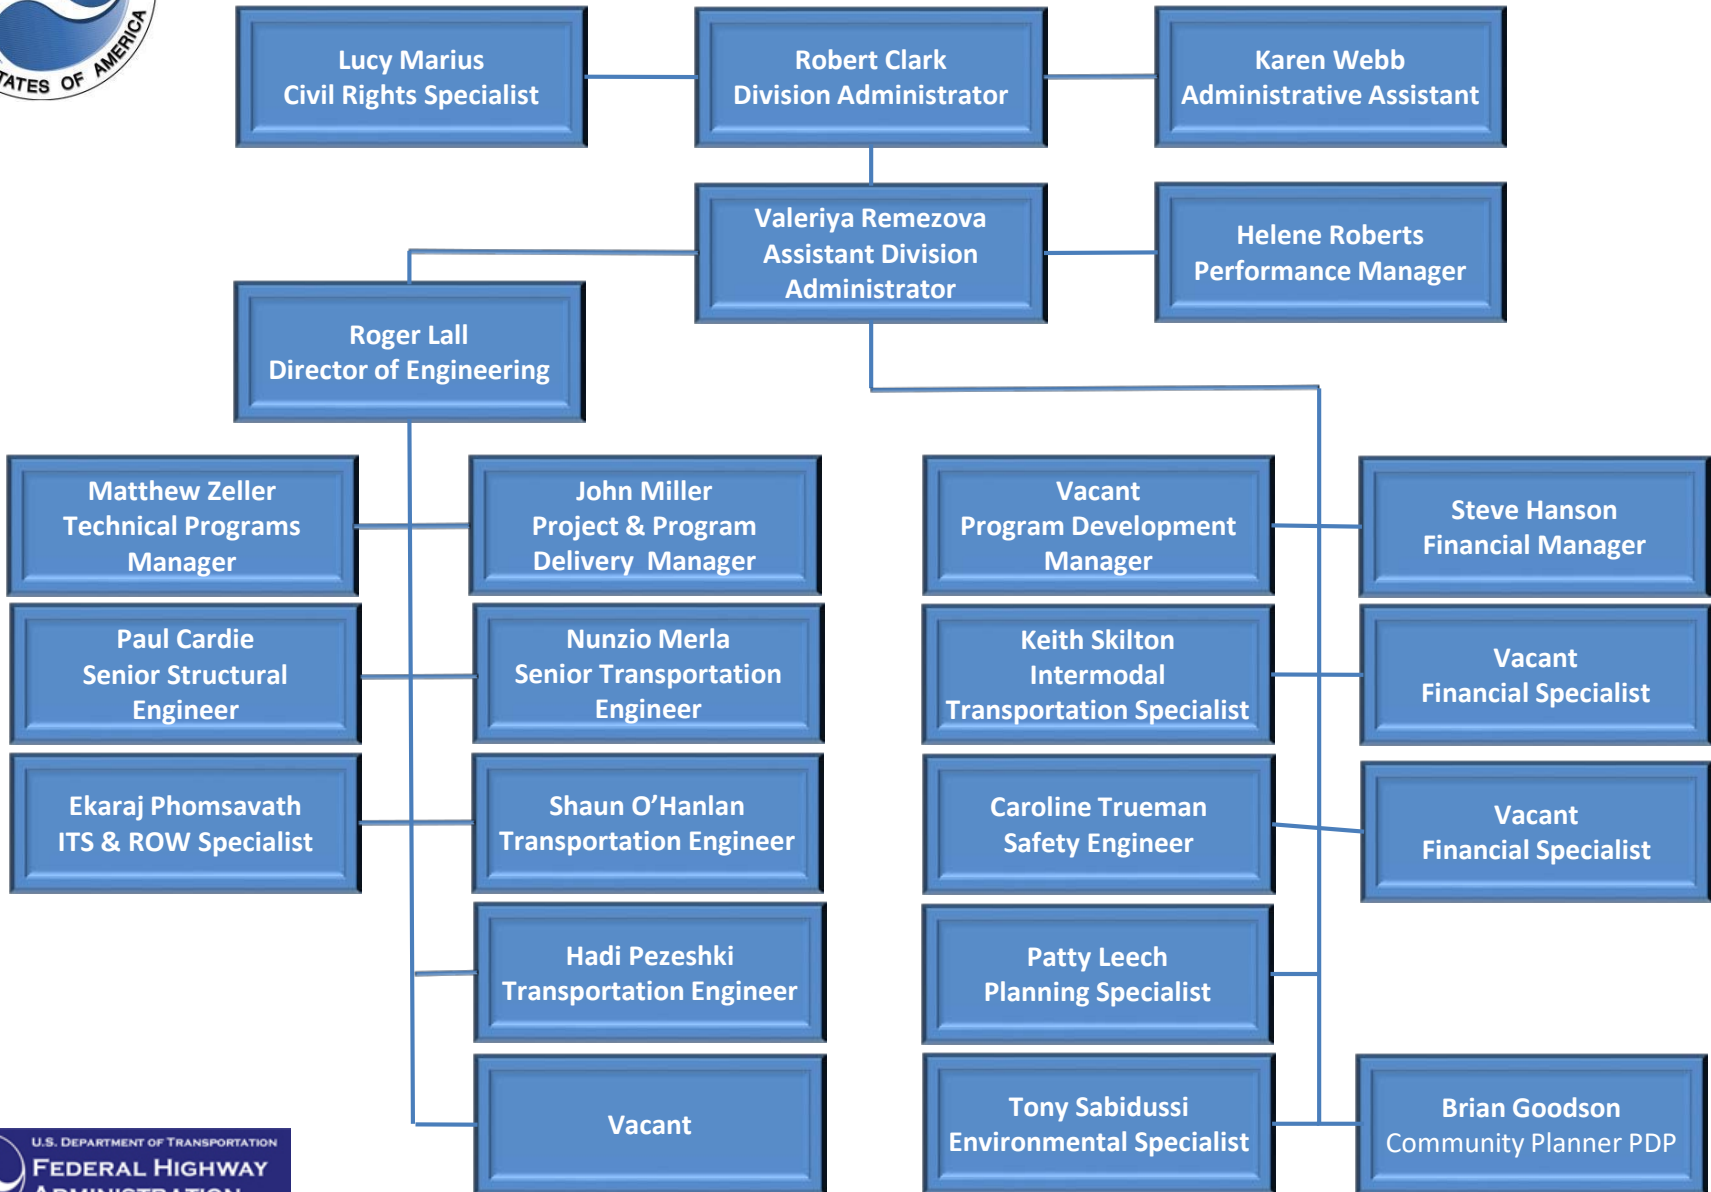 TATES OF AMERICA
Lucy Marius
Civil Rights Specialist
Robert Clark
Division Administrator
Karen Webb
Administrative Assistant
Valeriya Remezova
Assistant Division
Administrator
Helene Roberts
Performance Manager
Roger Lall
Director of Engineering
Matthew Zeller
Technical Programs
Manager
John Miller
Project & Program
Delivery  Manager
Vacant
Program Development
Manager
Steve Hanson
Financial Manager
Paul Cardie
Senior Structural
Engineer
Nunzio Merla
Senior Transportation
Engineer
Keith Skilton
Intermodal
Transportation Specialist
Vacant
Financial Specialist
Ekaraj Phomsavath
ITS & ROW Specialist
Shaun O’Hanlan
Transportation Engineer
Caroline Trueman
Safety Engineer
Vacant
Financial Specialist
Hadi Pezeshki
Transportation Engineer
Patty Leech
Planning Specialist
Vacant
Tony Sabidussi
Environmental Specialist
Brian Goodson
Community Planner PDP
U.S. DEPARTMENT OF TRANSPORTATION
FEDERAL HIGHWAY
ADMINISTRATION